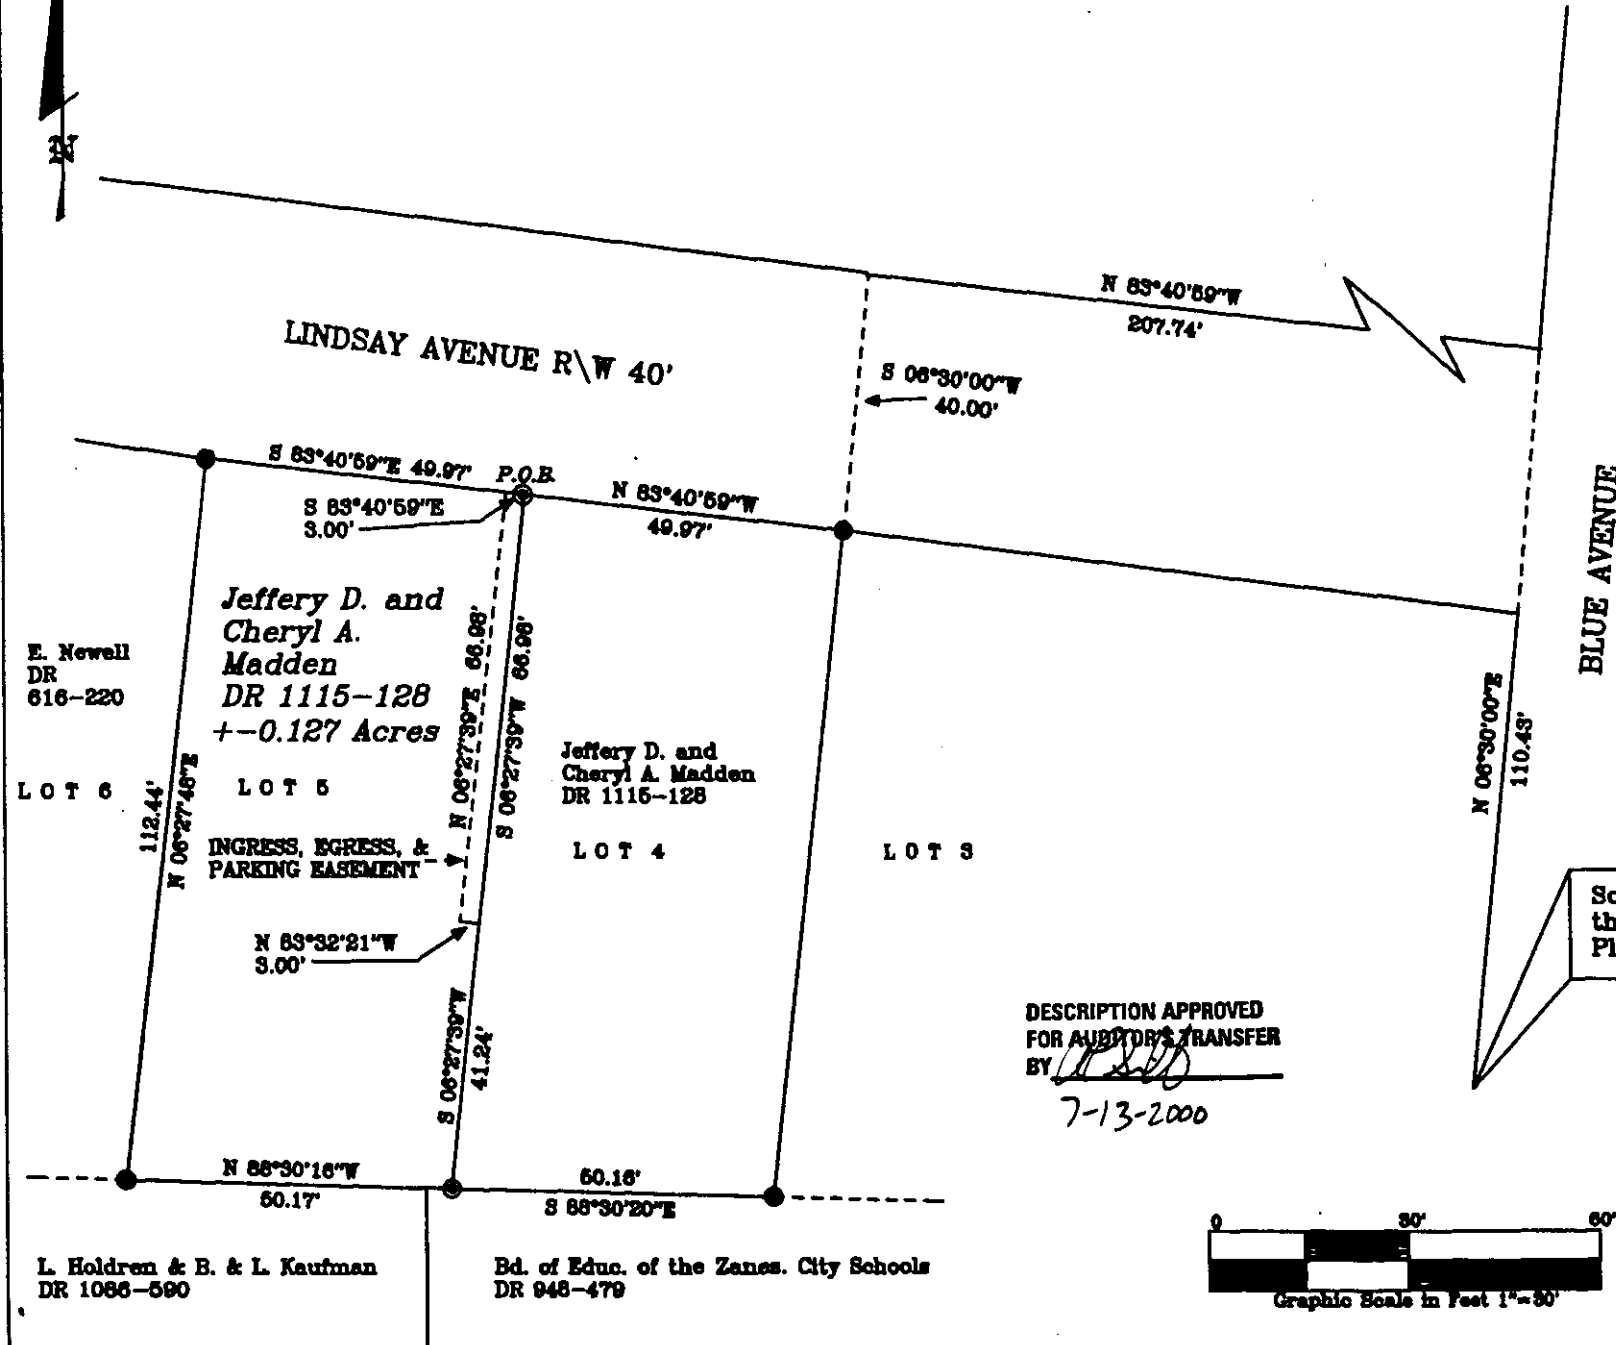 N
N 83°40'59"W
207.74'
LINDSAY AVENUE R\W 40'
S 06°30'00"W
40.00'
S 83°40'59"E 49.97'
P.O.B.
N 83°40'59"W
49.97'
S 83°40'59"E
3.00'
BLUE AVENUE
Jeffery D. and
Cheryl A.
Madden
DR 1115-128
+-0.127 Acres
E. Newell
DR
616-220
N 06°27'39"E 66.98'
S 06°27'39"W 66.98'
Jeffery D. and
Cheryl A. Madden
DR 1115-128
N 06°30'00"E
110.43'
LOT 6
112.44'
N 06°27'48"E
LOT 5
LOT 4
LOT 3
INGRESS, EGRESS, &
PARKING EASEMENT
N 83°32'21"W
3.00'
S 06°27'39"W
41.24'
DESCRIPTION APPROVED
FOR AUDITOR'S TRANSFER
BY
7-13-2000
N 88°30'16"W
50.17'
50.16'
S 88°30'20"E
L. Holdren & B. & L. Kaufman
DR 1086-590
Bd. of Educ. of the Zanes. City Schools
DR 948-479
0 30' 60'
Graphic Scale in Feet 1"=30'